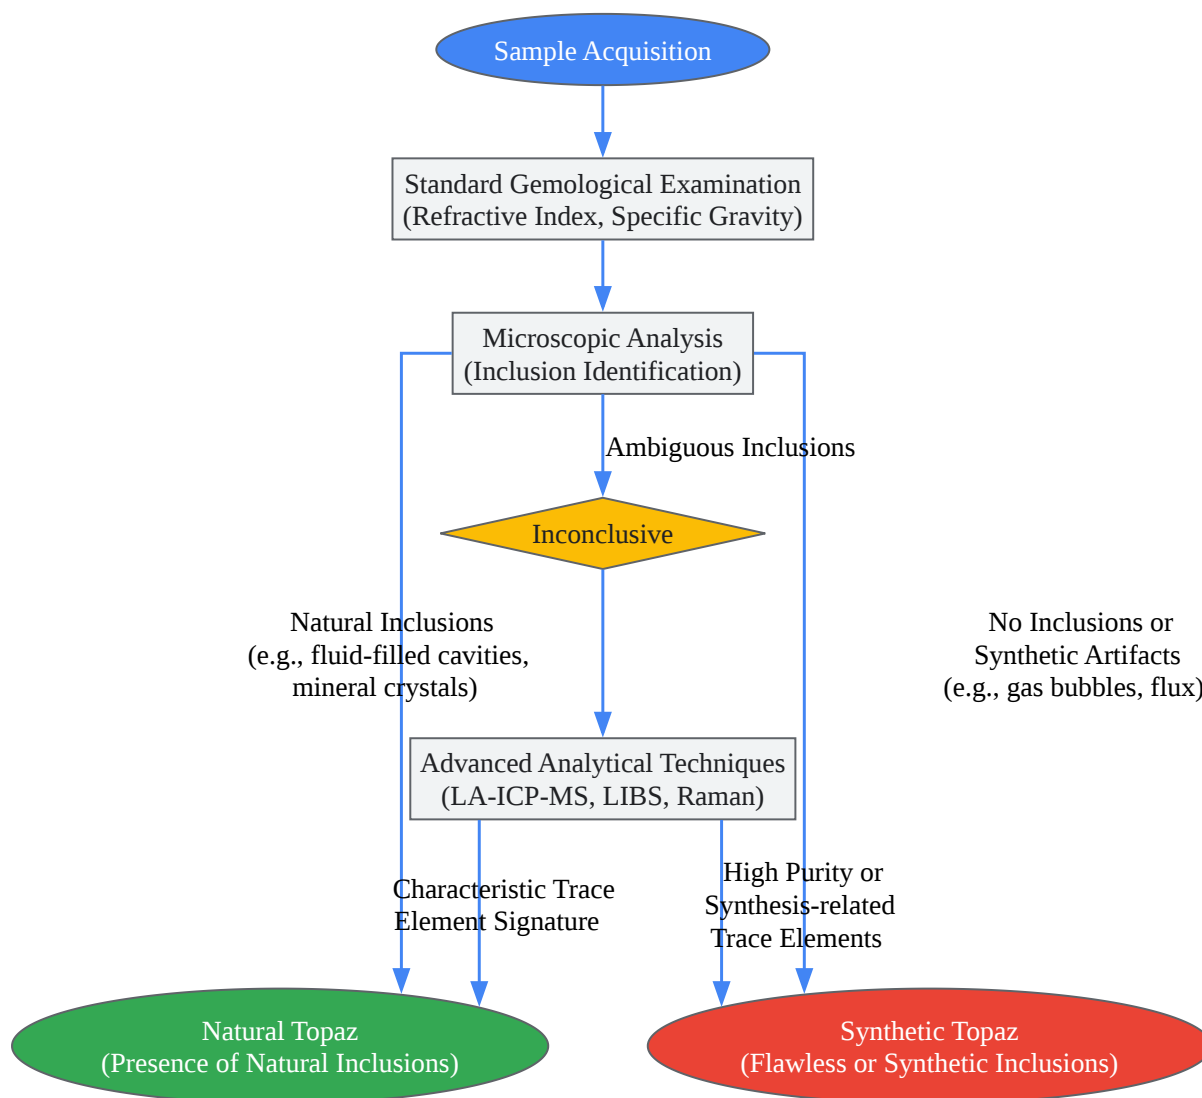 Sample Acquisition
Standard Gemological Examination
(Refractive Index, Specific Gravity)
Microscopic Analysis
(Inclusion Identification)
Ambiguous Inclusions
Inconclusive
Natural Inclusions
(e.g., fluid-filled cavities,
mineral crystals)
No Inclusions or
Synthetic Artifacts
(e.g., gas bubbles, flux)
Advanced Analytical Techniques
(LA-ICP-MS, LIBS, Raman)
Characteristic Trace
Element Signature
High Purity or
Synthesis-related
Trace Elements
Natural Topaz
(Presence of Natural Inclusions)
Synthetic Topaz
(Flawless or Synthetic Inclusions)